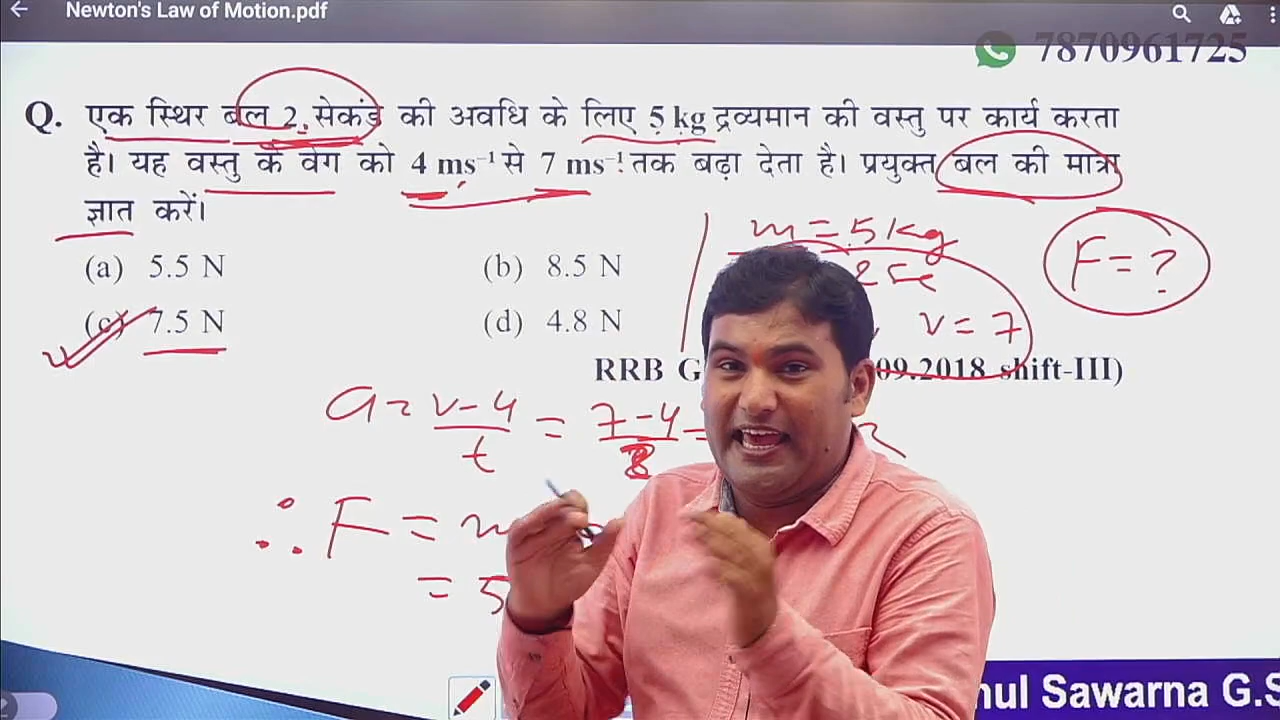 Newton's Law of Motion.pdf
7870961725
Q. एक स्थिर बल 2 सेकंड की अवधि के लिए 5 kg द्रव्यमान की वस्तु पर कार्य करता
है। यह वस्तु के वेग को 4 ms⁻¹ से 7 ms⁻¹ तक बढ़ा देता है। प्रयुक्त बल की मात्रा
ज्ञात करें।
m = 5 kg
F = ?
(a) 5.5 N (b) 8.5 N
2 Se
(c) 7.5 N (d) 4.8 N
v = 7
RRB G 09.2018 shift-III)
a = v - u / t = 7 - 4 / 2 =
∴ F = m
= 5
hul Sawarna G.S